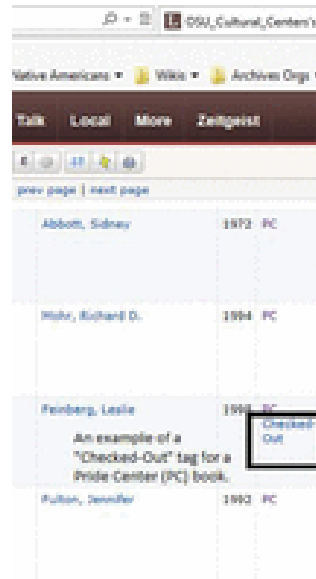 OSU_Cultural_Centers's
Native Americans Wikis Archives Orgs
Talk Local More Zeitgeist
prev page | next page
Abbott, Sidney 1972 PC
Mohr, Richard D. 1994 PC
Feinberg, Leslie 1998 PC
Checked-
Out
An example of a
"Checked-Out" tag for a
Pride Center (PC) book.
Fulton, Jennifer 1992 PC